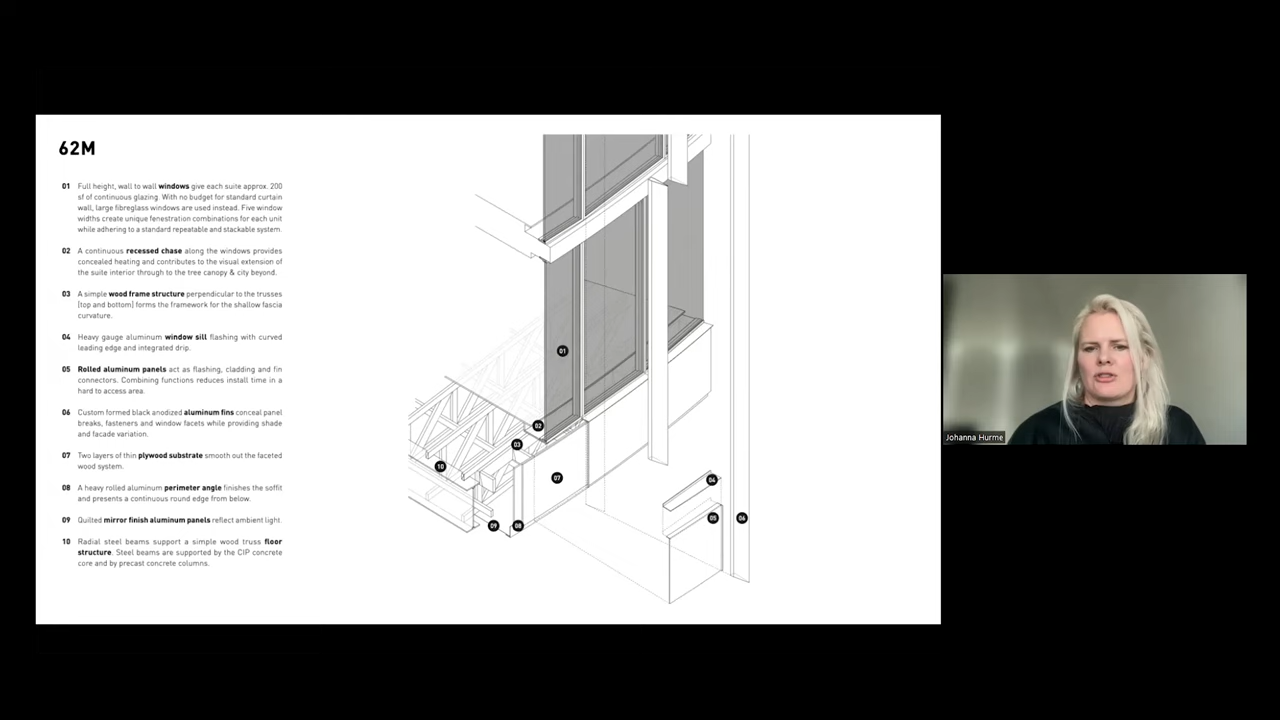 62M
01 Full height, wall to wall windows give each suite approx. 200
sf of continuous glazing. With no budget for standard curtain
wall, large fibreglass windows are used instead. Five window
widths create unique fenestration combinations for each unit
while adhering to a standard repeatable and stackable system.
02 A continuous recessed chase along the windows provides
concealed heating and contributes to the visual extension of
the suite interior through to the tree canopy & city beyond.
03 A simple wood frame structure perpendicular to the trusses
(top and bottom) forms the framework for the shallow fascia
curvature.
04 Heavy gauge aluminum window sill flashing with curved
leading edge and integrated drip.
05 Rolled aluminum panels act as flashing, cladding and fin
connectors. Combining functions reduces install time in a
hard to access area.
06 Custom formed black anodized aluminum fins conceal panel
breaks, fasteners and window facets while providing shade
and facade variation.
07 Two layers of thin plywood substrate smooth out the faceted
wood system.
08 A heavy rolled aluminum perimeter angle finishes the soffit
and presents a continuous round edge from below.
09 Quilted mirror finish aluminum panels reflect ambient light.
10 Radial steel beams support a simple wood truss floor
structure. Steel beams are supported by the CIP concrete
core and by precast concrete columns.
01
02
03
10
07
04
05
06
09
08
Johanna Hurme